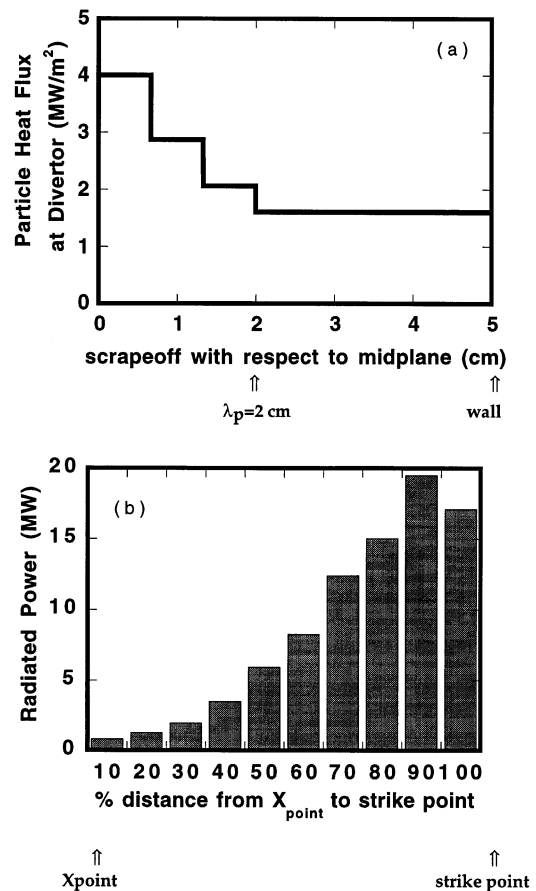 5
4
3
2
1
0
Particle Heat Flux
at Divertor (MW/m²)
(a)
0 1 2 3 4 5
scrapeoff with respect to midplane (cm)
⇑ ⇑
λp=2 cm wall
20
15
10
5
0
Radiated Power (MW)
(b)
10 20 30 40 50 60 70 80 90 100
% distance from Xpoint to strike point
⇑ ⇑
Xpoint strike point